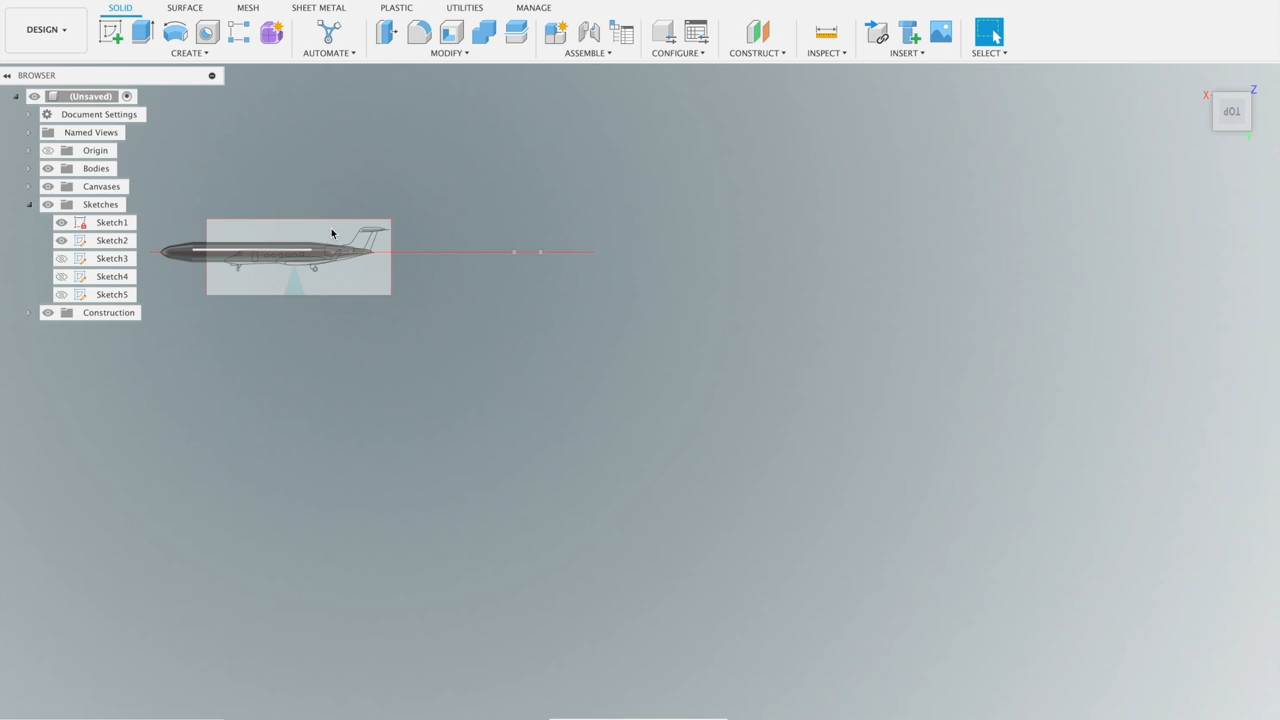 SOLID SURFACE MESH SHEET METAL PLASTIC UTILITIES MANAGE
DESIGN
CREATE AUTOMATE MODIFY ASSEMBLE CONFIGURE CONSTRUCT INSPECT INSERT SELECT
BROWSER
(Unsaved)
Document Settings
Named Views
Origin
Bodies
Canvases
Sketches
Sketch1
Sketch2
Sketch3
Sketch4
Sketch5
Construction
X Z
TOP
Y